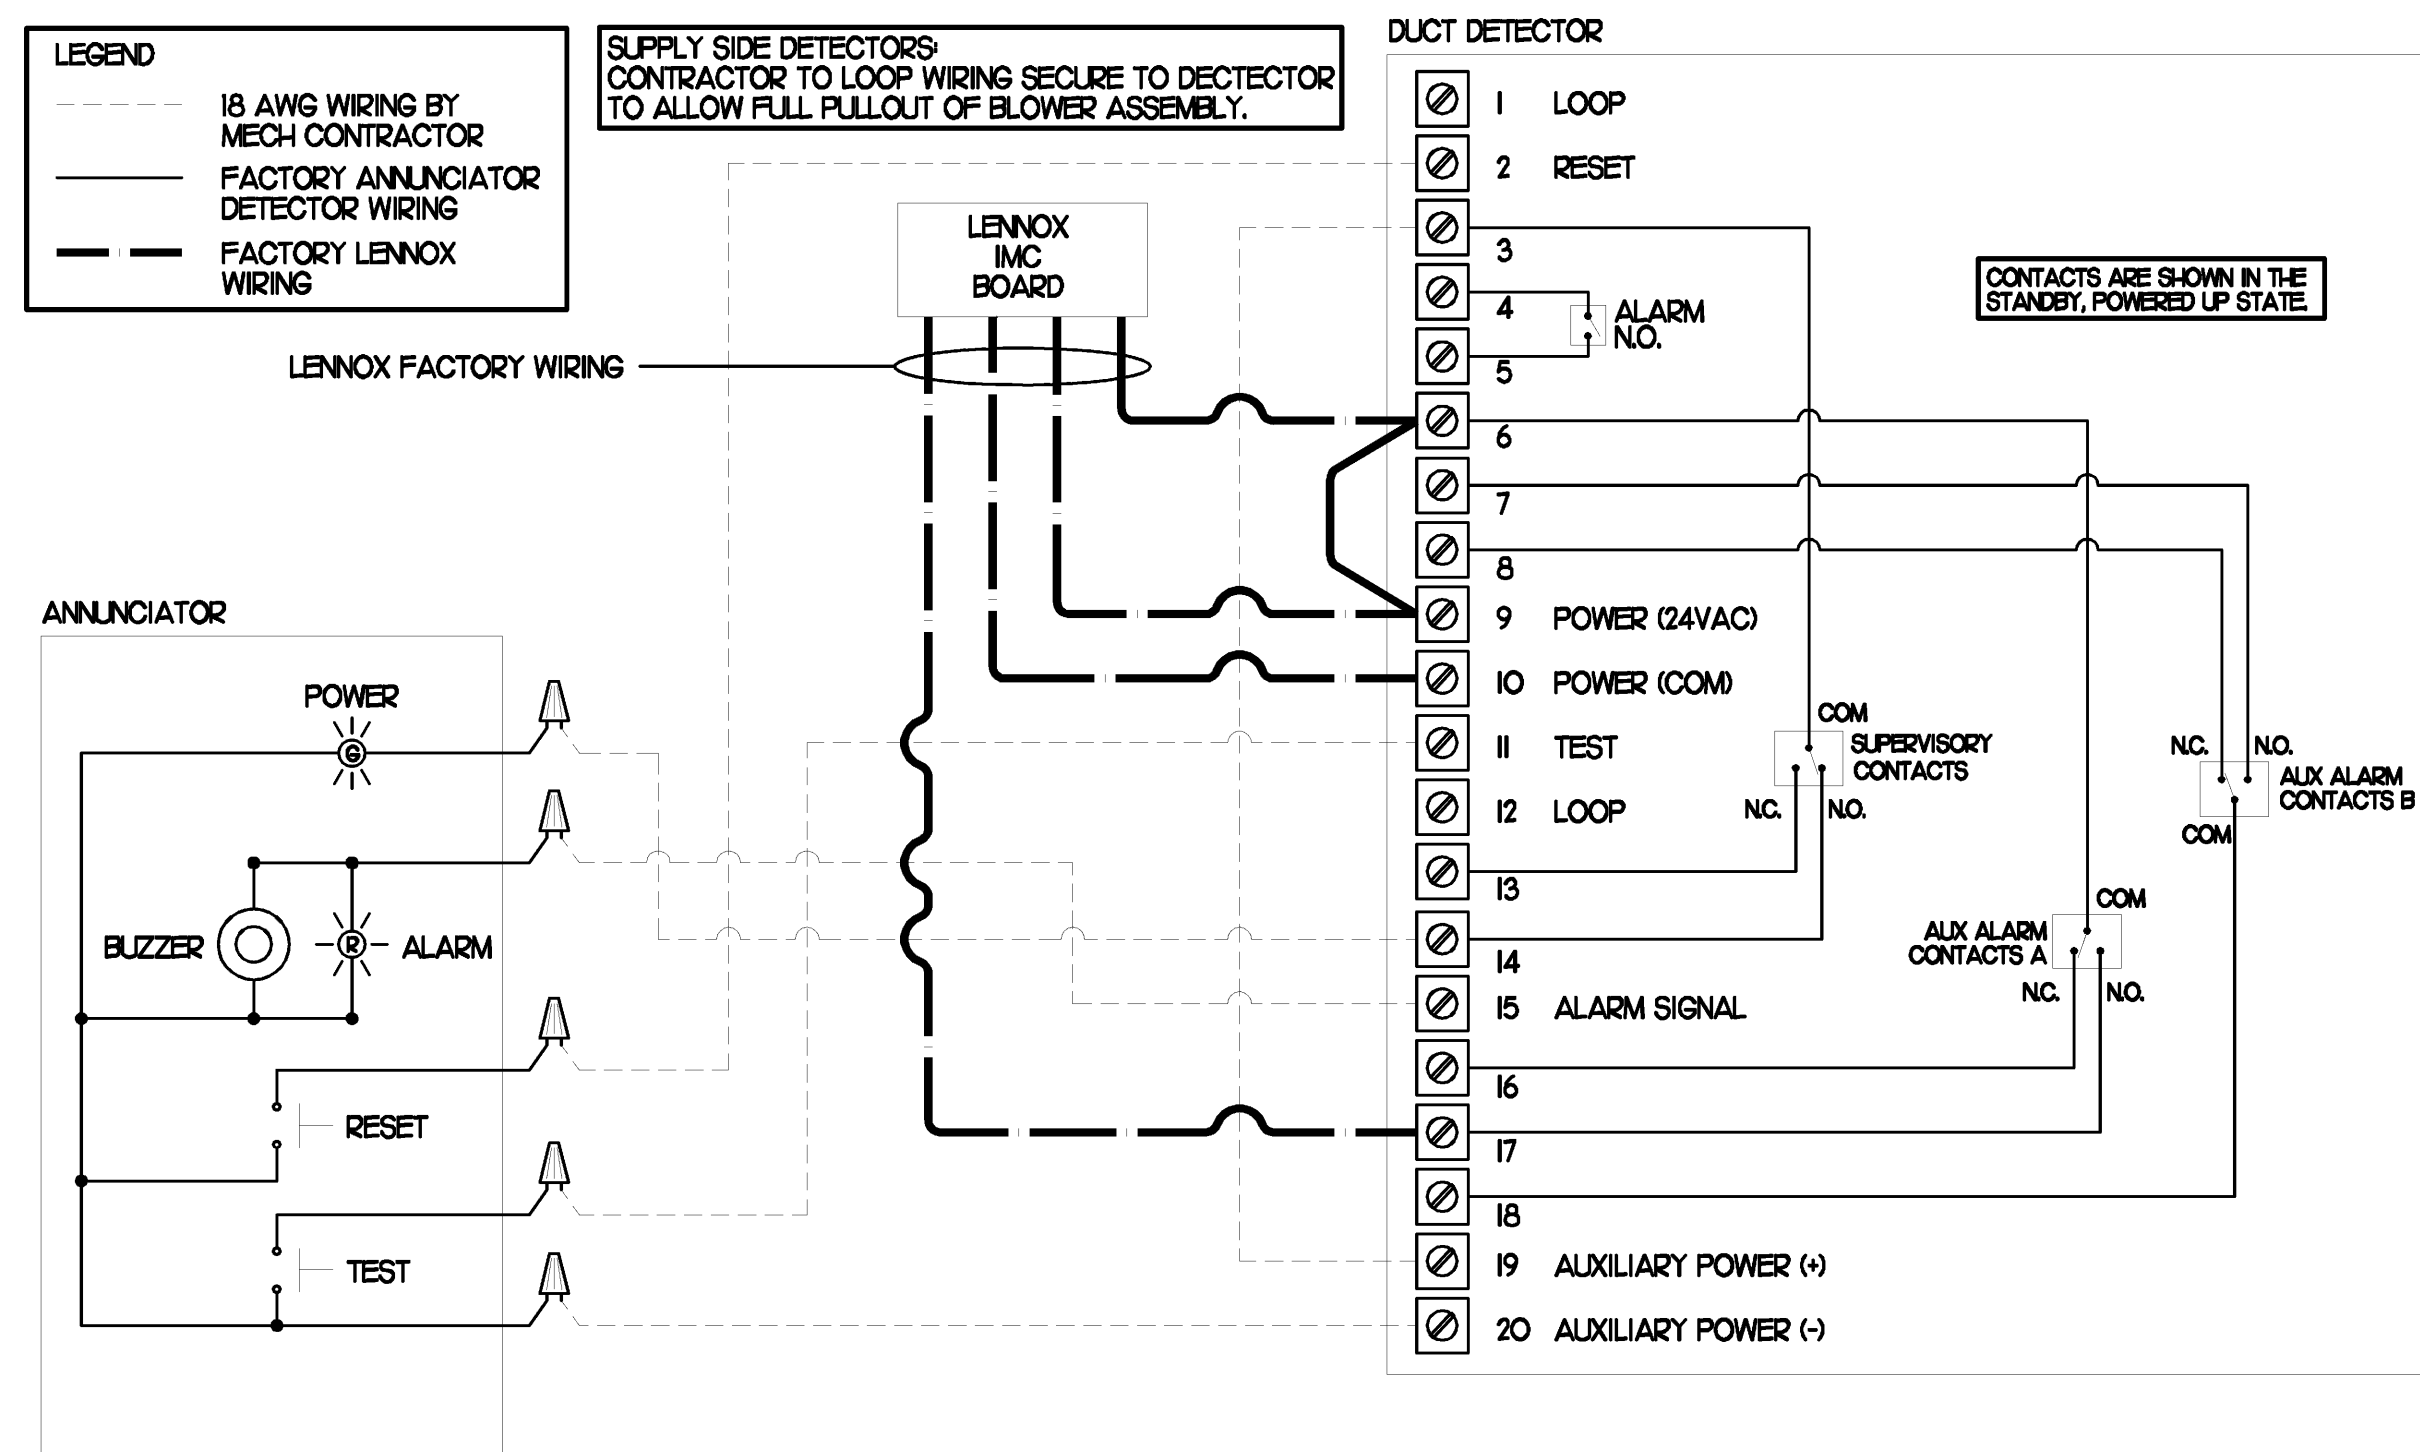 LEGEND
18 AWG WIRING BY
MECH CONTRACTOR
FACTORY ANNUNCIATOR
DETECTOR WIRING
FACTORY LENNOX
WIRING
SUPPLY SIDE DETECTORS:
CONTRACTOR TO LOOP WIRING SECURE TO DECTECTOR
TO ALLOW FULL PULLOUT OF BLOWER ASSEMBLY.
LENNOX
IMC
BOARD
LENNOX FACTORY WIRING
ANNUNCIATOR
POWER
G
BUZZER
R
ALARM
RESET
TEST
DUCT DETECTOR
1 LOOP
2 RESET
3
4
5
6
7
8
9 POWER (24VAC)
10 POWER (COM)
11 TEST
12 LOOP
13
14
15 ALARM SIGNAL
16
17
18
19 AUXILIARY POWER (+)
20 AUXILIARY POWER (-)
ALARM
N.O.
CONTACTS ARE SHOWN IN THE
STANDBY, POWERED UP STATE.
COM
SUPERVISORY
CONTACTS
N.C. N.O.
N.C. N.O.
AUX ALARM
CONTACTS B
COM
COM
AUX ALARM
CONTACTS A
N.C. N.O.